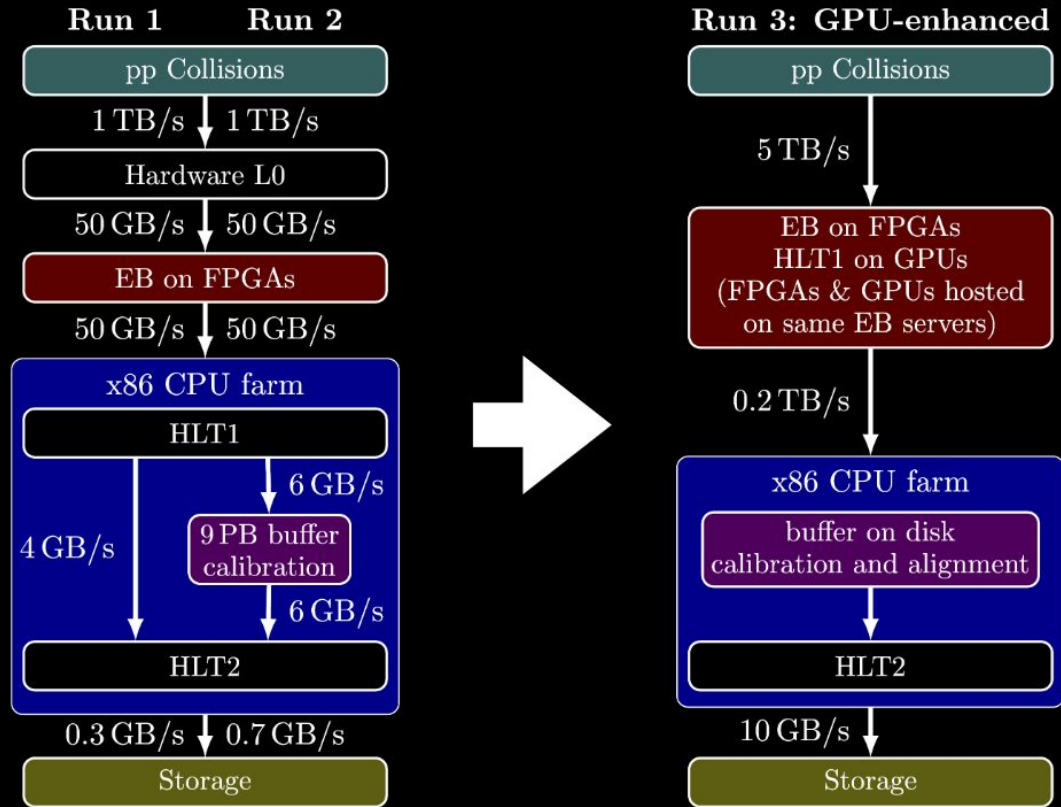 Run 1 Run 2
pp Collisions
1 TB/s 1 TB/s
Hardware L0
50 GB/s 50 GB/s
EB on FPGAs
50 GB/s 50 GB/s
x86 CPU farm
HLT1
6 GB/s
4 GB/s
9 PB buffer
calibration
6 GB/s
HLT2
0.3 GB/s 0.7 GB/s
Storage
Run 3: GPU-enhanced
pp Collisions
5 TB/s
EB on FPGAs
HLT1 on GPUs
(FPGAs & GPUs hosted
on same EB servers)
0.2 TB/s
x86 CPU farm
buffer on disk
calibration and alignment
HLT2
10 GB/s
Storage